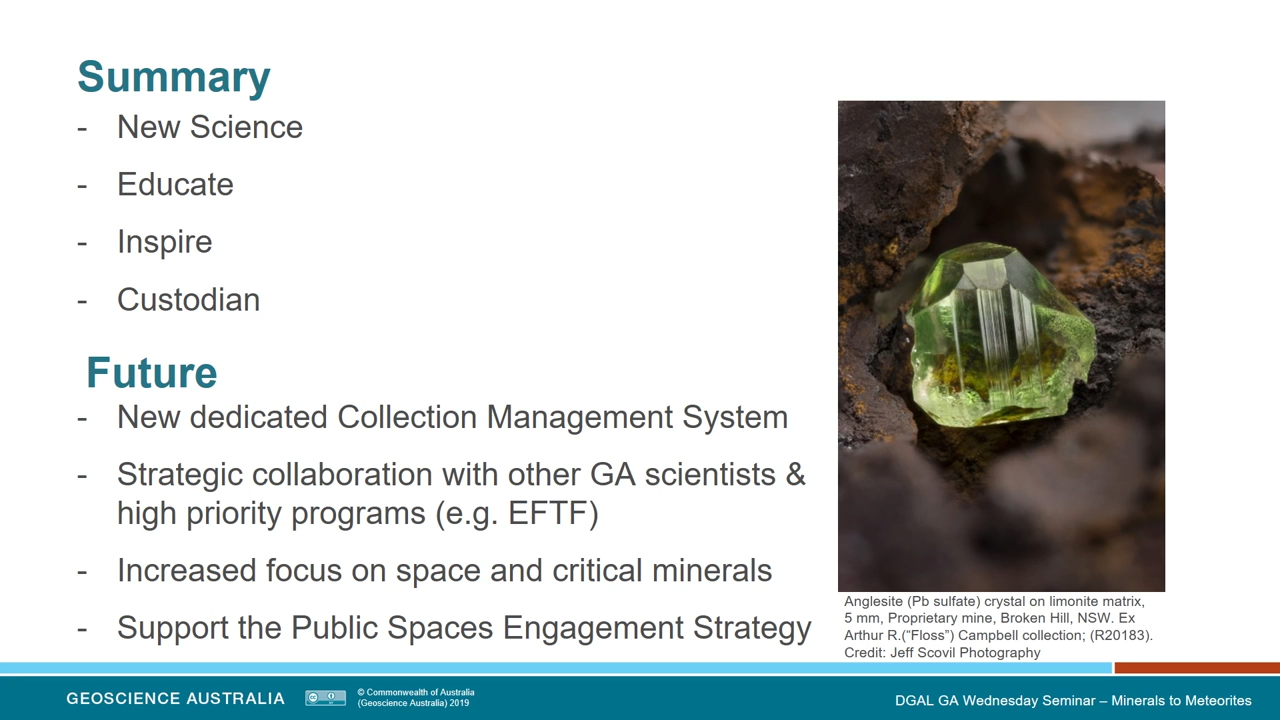 Summary
- New Science
- Educate
- Inspire
- Custodian
Future
- New dedicated Collection Management System
- Strategic collaboration with other GA scientists &
high priority programs (e.g. EFTF)
- Increased focus on space and critical minerals
- Support the Public Spaces Engagement Strategy
Anglesite (Pb sulfate) crystal on limonite matrix,
5 mm, Proprietary mine, Broken Hill, NSW. Ex
Arthur R.(“Floss”) Campbell collection; (R20183).
Credit: Jeff Scovil Photography
GEOSCIENCE AUSTRALIA
© Commonwealth of Australia
(Geoscience Australia) 2019
DGAL GA Wednesday Seminar – Minerals to Meteorites